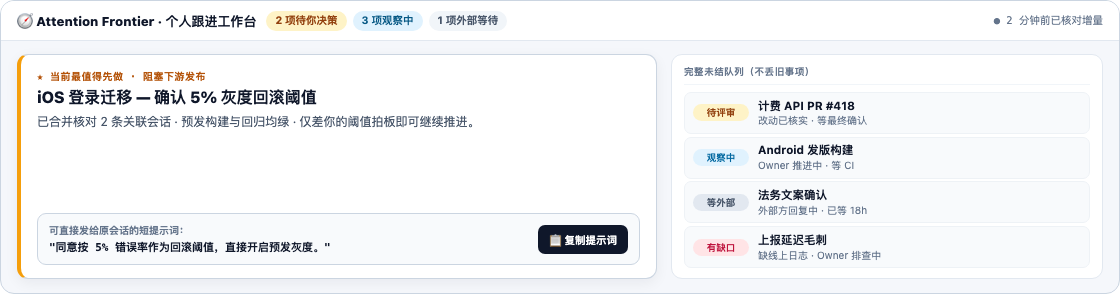 🧭 Attention Frontier · 个人跟进工作台
2 项待你决策
3 项观察中
1 项外部等待
● 2 分钟前已核对增量
★ 当前最值得先做 · 阻塞下游发布
iOS 登录迁移 — 确认 5% 灰度回滚阈值
已合并核对 2 条关联会话 · 预发构建与回归均绿 · 仅差你的阈值拍板即可继续推进。
可直接发给原会话的短提示词：
"同意按 5% 错误率作为回滚阈值，直接开启预发灰度。"
📋 复制提示词
完整未结队列（不丢旧事项）
待评审
计费 API PR #418
改动已核实 · 等最终确认
观察中
Android 发版构建
Owner 推进中 · 等 CI
等外部
法务文案确认
外部方回复中 · 已等 18h
有缺口
上报延迟毛刺
缺线上日志 · Owner 排查中